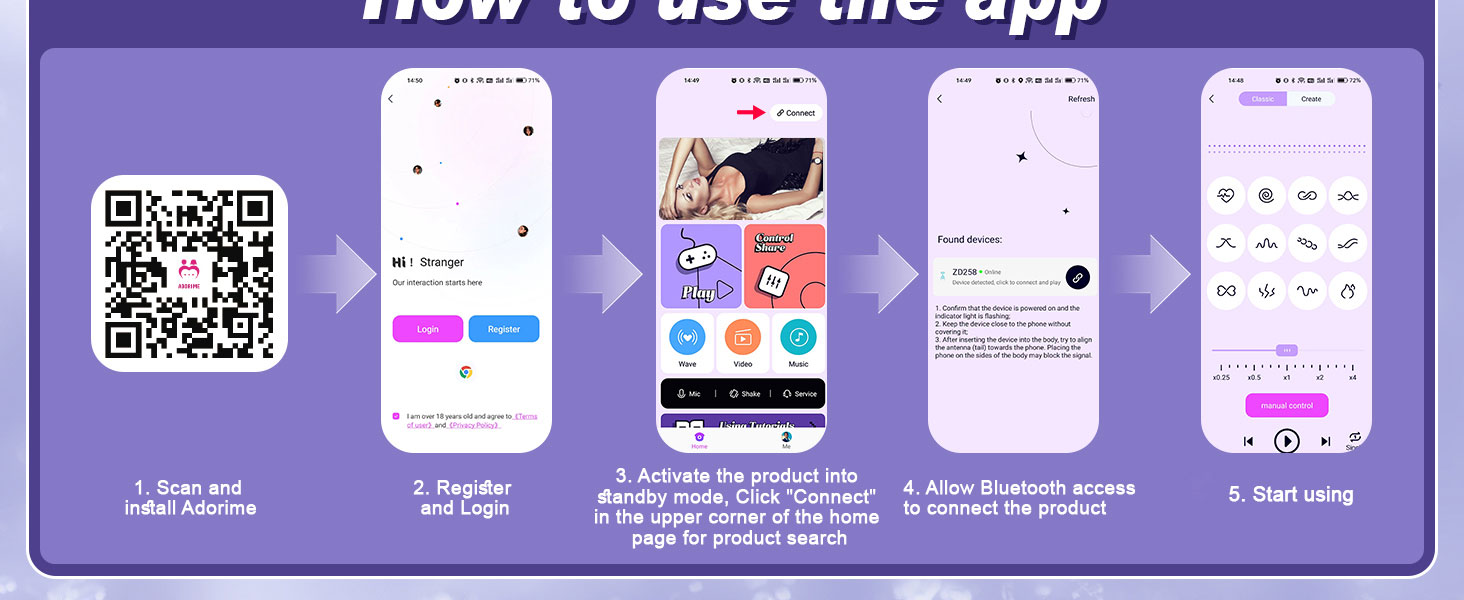 How to use the app
ADORIME
1. Scan and
install Adorime
14:50
71%
Hi！ Stranger
Our interaction starts here
Login
Register
I am over 18 years old and agree to《Terms
of user》and《Privacy Policy》
2. Register
and Login
14:49
71%
Connect
Play
Control
Share
Wave
Video
Music
Mic
Shake
Service
Using Tutorials
Home
Me
3. Activate the product into
standby mode, Click "Connect"
in the upper corner of the home
page for product search
14:49
71%
Refresh
Found devices:
ZD258
Online
Device detected, click to connect and play
1. Confirm that the device is powered on and the
indicator light is flashing;
2. Keep the device close to the phone without
covering it;
3. After inserting the device into the body, try to align
the antenna (tail) towards the phone. Placing the
phone on the sides of the body may block the signal.
4. Allow Bluetooth access
to connect the product
14:48
72%
Classic
Create
x0.25
x0.5
x1
x2
x4
manual control
5. Start using